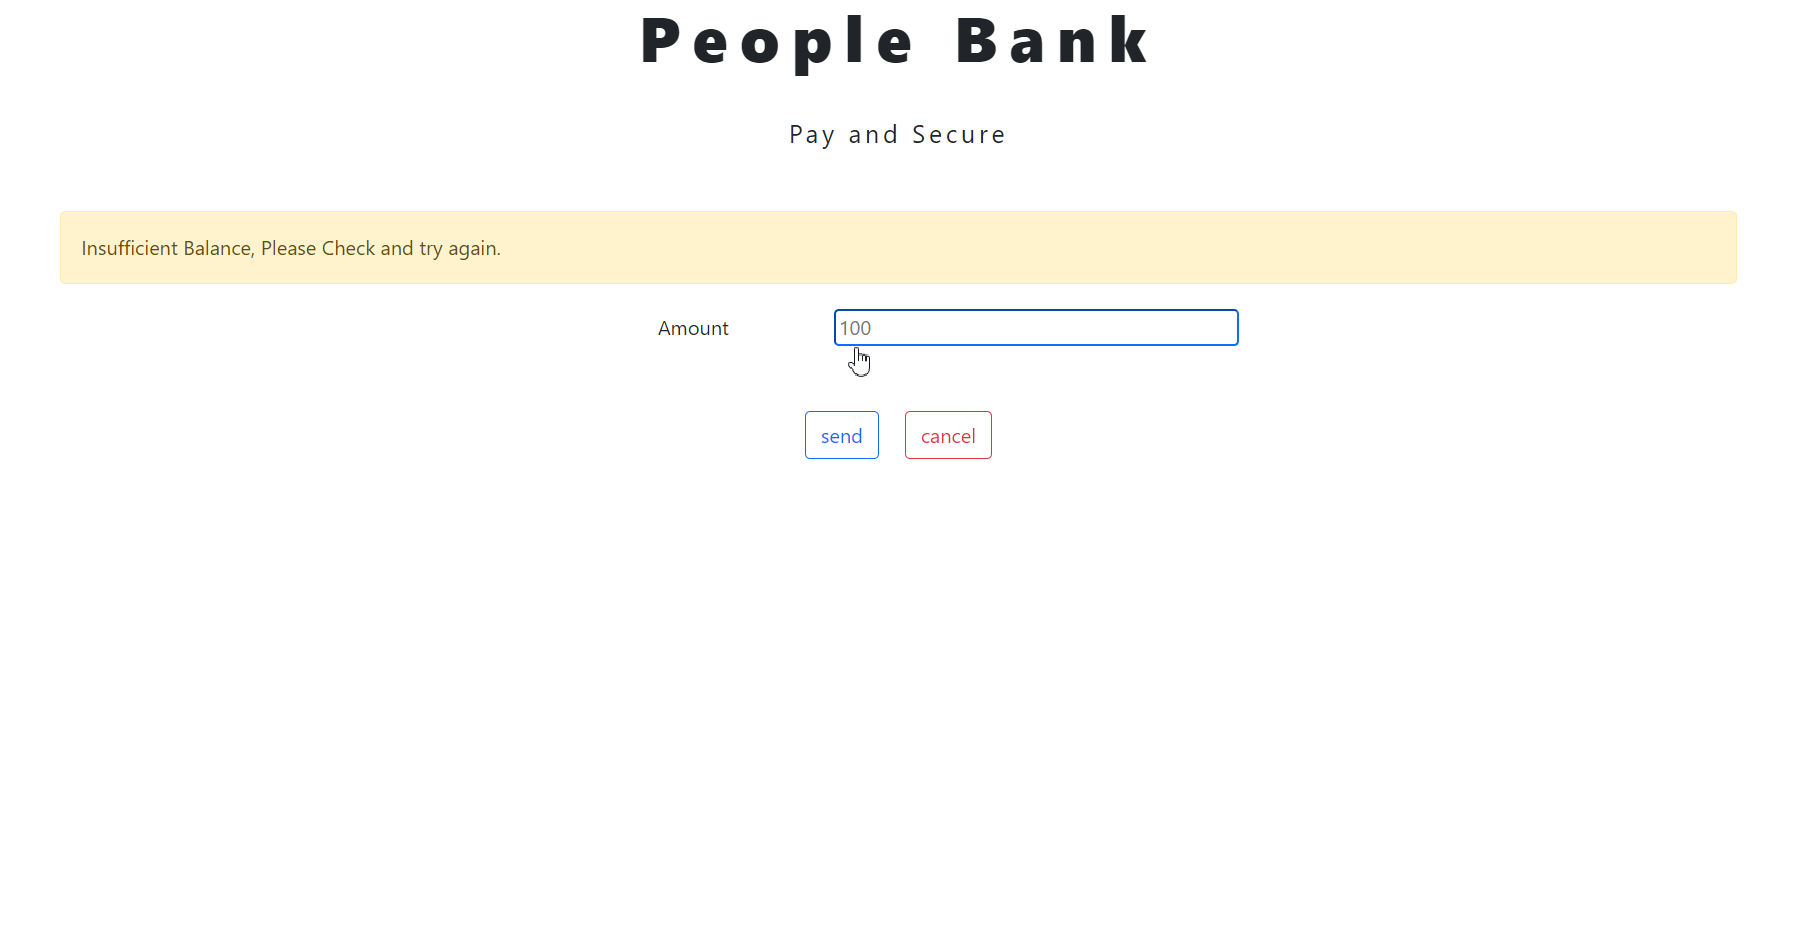 People Bank
Pay and Secure
Insufficient Balance, Please Check and try again.
Amount 100
send cancel